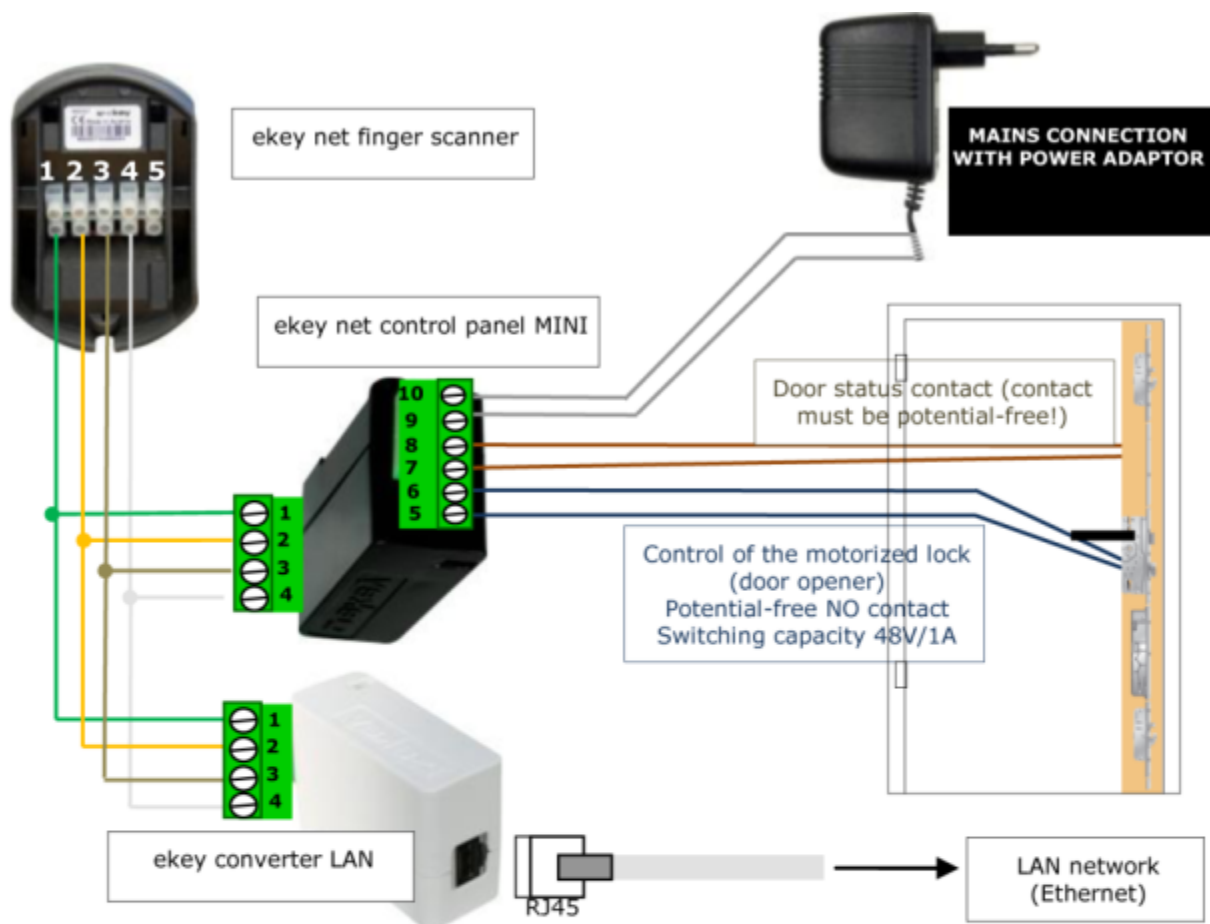 ekey net finger scanner
1 2 3 4 5
MAINS CONNECTION
WITH POWER ADAPTOR
ekey net control panel MINI
10
9
8
7
6
5
Door status contact (contact
must be potential-free!)
1
2
3
4
Control of the motorized lock
(door opener)
Potential-free NO contact
Switching capacity 48V/1A
1
2
3
4
ekey converter LAN
RJ45
LAN network
(Ethernet)